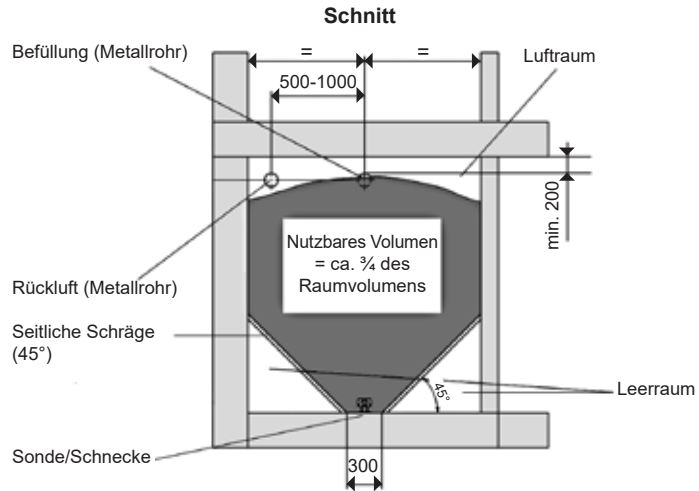 Schnitt
Befüllung (Metallrohr)
=
=
Luftraum
500-1000
min. 200
Nutzbares Volumen
= ca. ¾ des
Raumvolumens
Rückluft (Metallrohr)
Seitliche Schräge
(45°)
45°
Leerraum
Sonde/Schnecke
300